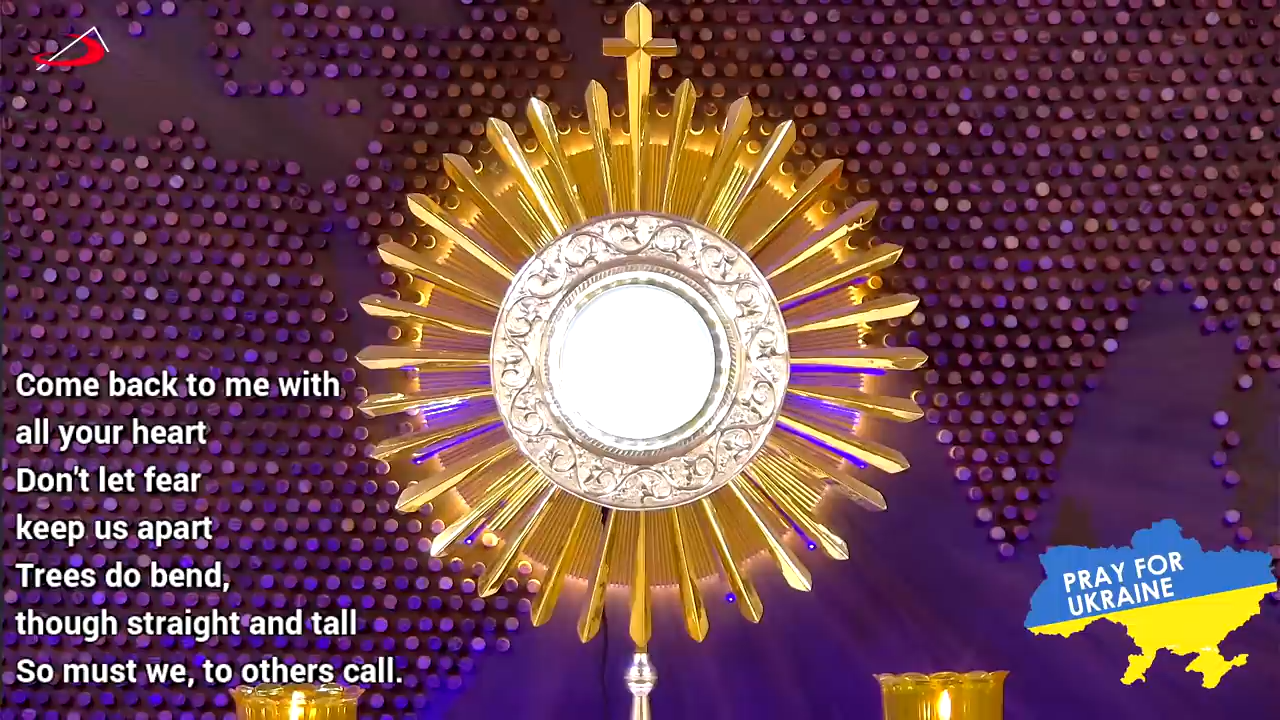 Come back to me with
all your heart
Don't let fear
keep us apart
Trees do bend,
though straight and tall
So must we, to others call.
PRAY FOR
UKRAINE